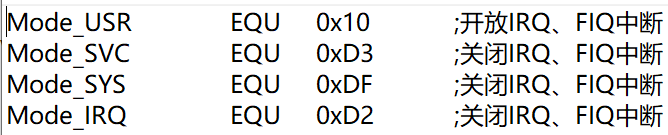 Mode_USR EQU 0x10 ;开放IRQ、FIQ中断
Mode_SVC EQU 0xD3 ;关闭IRQ、FIQ中断
Mode_SYS EQU 0xDF ;关闭IRQ、FIQ中断
Mode_IRQ EQU 0xD2 ;关闭IRQ、FIQ中断